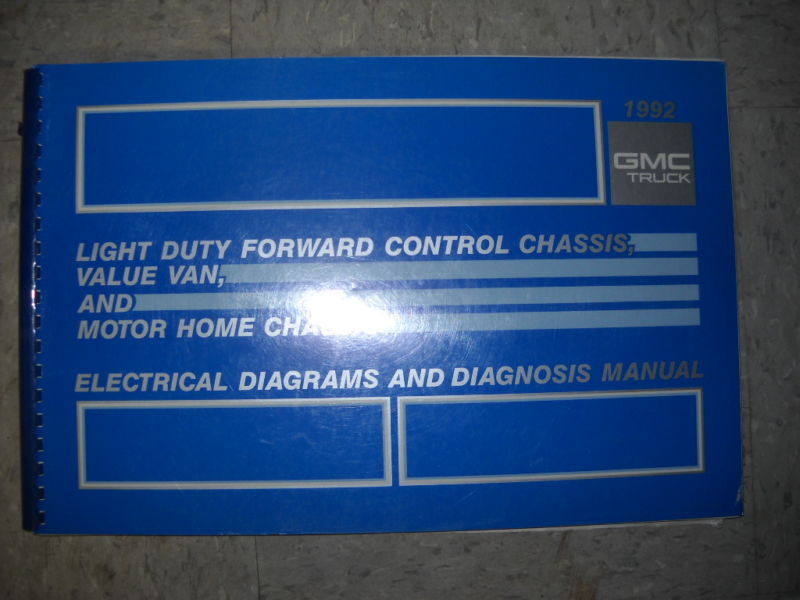 1992
GMC
TRUCK
LIGHT DUTY FORWARD CONTROL CHASSIS,
VALUE VAN,
AND
MOTOR HOME
ELECTRICAL DIAGRAMS AND DIAGNOSIS MANUAL